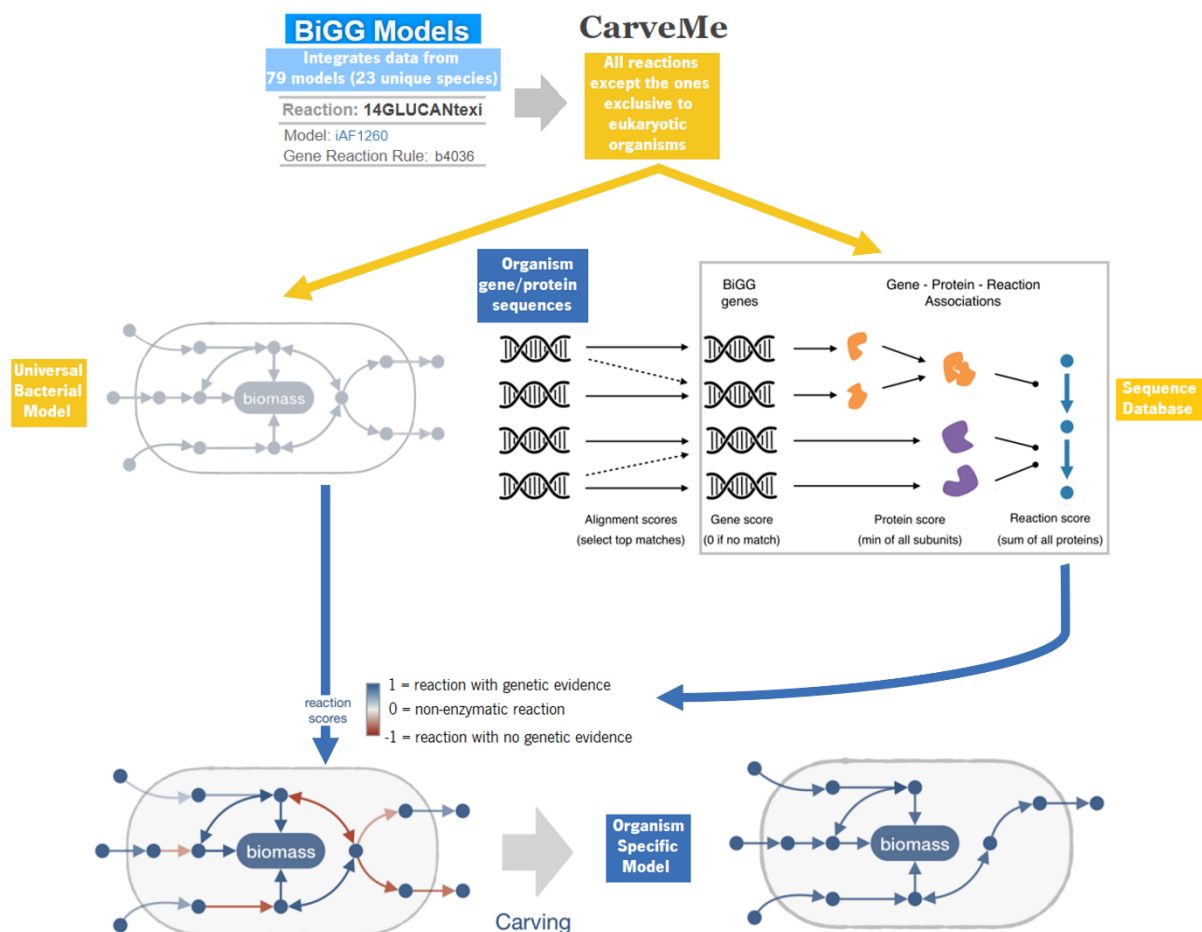 BiGG Models
Integrates data from
79 models (23 unique species)
Reaction: 14GLUCANtexi
Model: iAF1260
Gene Reaction Rule: b4036
CarveMe
All reactions
except the ones
exclusive to
eukaryotic
organisms
Organism
gene/protein
sequences
BiGG
genes
Gene - Protein - Reaction
Associations
Universal
Bacterial
Model
biomass
Sequence
Database
Alignment scores
(select top matches)
Gene score
(0 if no match)
Protein score
(min of all subunits)
Reaction score
(sum of all proteins)
reaction
scores
1 = reaction with genetic evidence
0 = non-enzymatic reaction
-1 = reaction with no genetic evidence
biomass
Carving
Organism
Specific
Model
biomass